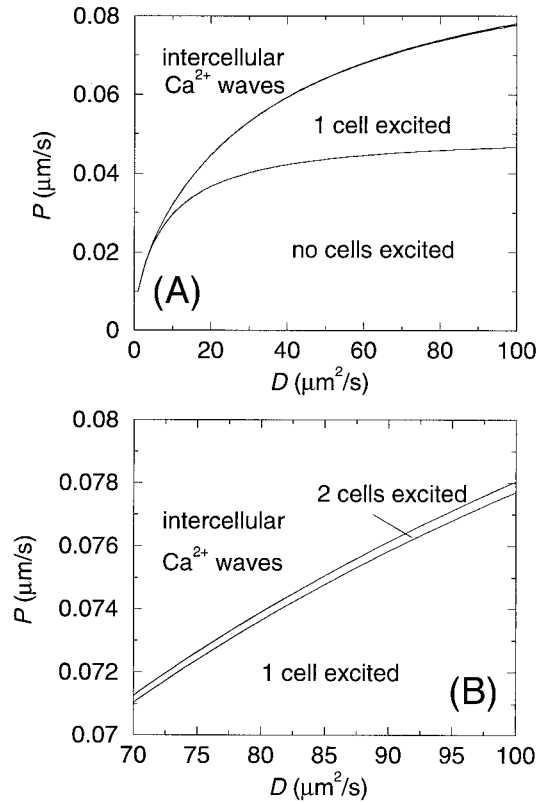 0.08
0.06
0.04
0.02
0
P (μm/s)
intercellular
Ca²⁺ waves
1 cell excited
no cells excited
(A)
0 20 40 60 80 100
D (μm²/s)
0.08
0.078
0.076
0.074
0.072
0.07
P (μm/s)
2 cells excited
intercellular
Ca²⁺ waves
1 cell excited
(B)
70 75 80 85 90 95 100
D (μm²/s)